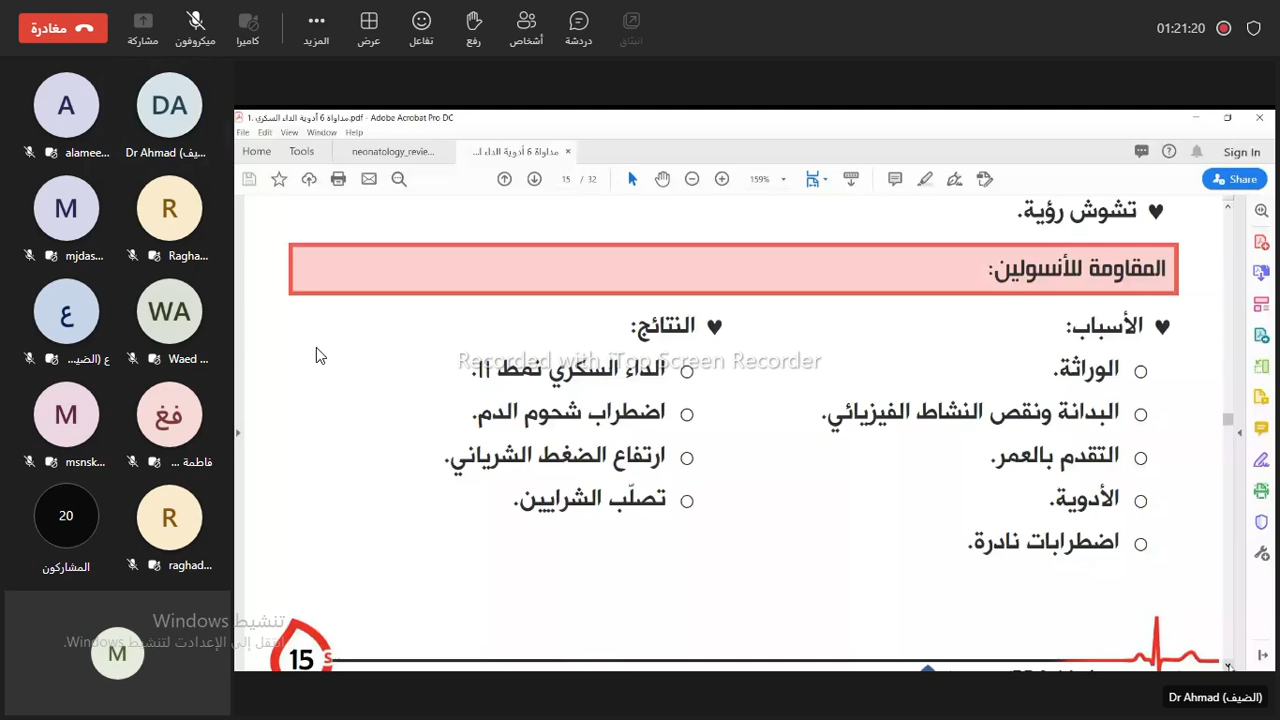 مغادرة
مشاركة
ميكروفون
كاميرا
المزيد
عرض
تفاعل
رفع
أشخاص
دردشة
انبثاق
01:21:20
A
alamee...
DA
Dr Ahmad (ضيف)...
M
mjdas...
R
Ragha...
ع
ع (الضيـ...
WA
Waed ...
M
msnsk...
فغ
فاطمة ...
20
المشاركون
R
raghad...
M
تنشيط Windows
انتقل إلى الإعدادت لتنشيط Windows.
1. مداواة 6 أدوية الداء السكري.pdf - Adobe Acrobat Pro DC
File Edit View Window Help
Home Tools neonatology_revie... مداواة 6 أدوية الداء ا... ×
Sign In
15 / 32
159%
Share
♥ تشوش رؤية.
المقاومة للأنسولين:
♥ الأسباب:
○ الوراثة.
○ البدانة ونقص النشاط الفيزيائي.
○ التقدم بالعمر.
○ الأدوية.
○ اضطرابات نادرة.
♥ النتائج:
○ الداء السكري نمط II.
○ اضطراب شحوم الدم.
○ ارتفاع الضغط الشرياني.
○ تصلّب الشرايين.
Recorded with iTop Screen Recorder
15
S
Dr Ahmad (الضيف)